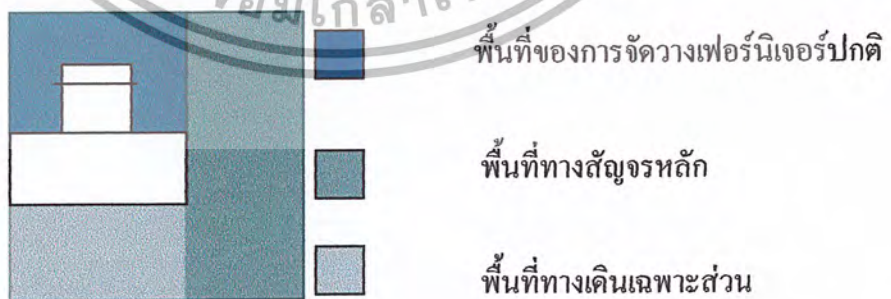 พื้นที่ของการจัดวางเฟอร์นิเจอร์ปกติ
พื้นที่ทางสัญจรหลัก
พื้นที่ทางเดินเฉพาะส่วน